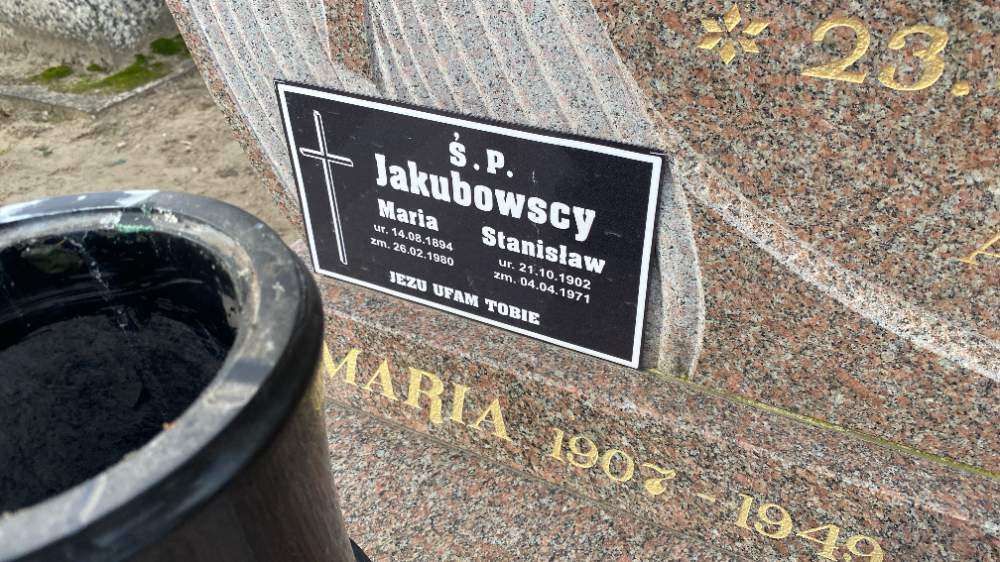 * 23.
ś.p.
Jakubowscy
Maria
ur. 14.08.1894
zm. 26.02.1980
Stanisław
ur. 21.10.1902
zm. 04.04.1971
JEZU UFAM TOBIE
MARIA 1902 - 1949